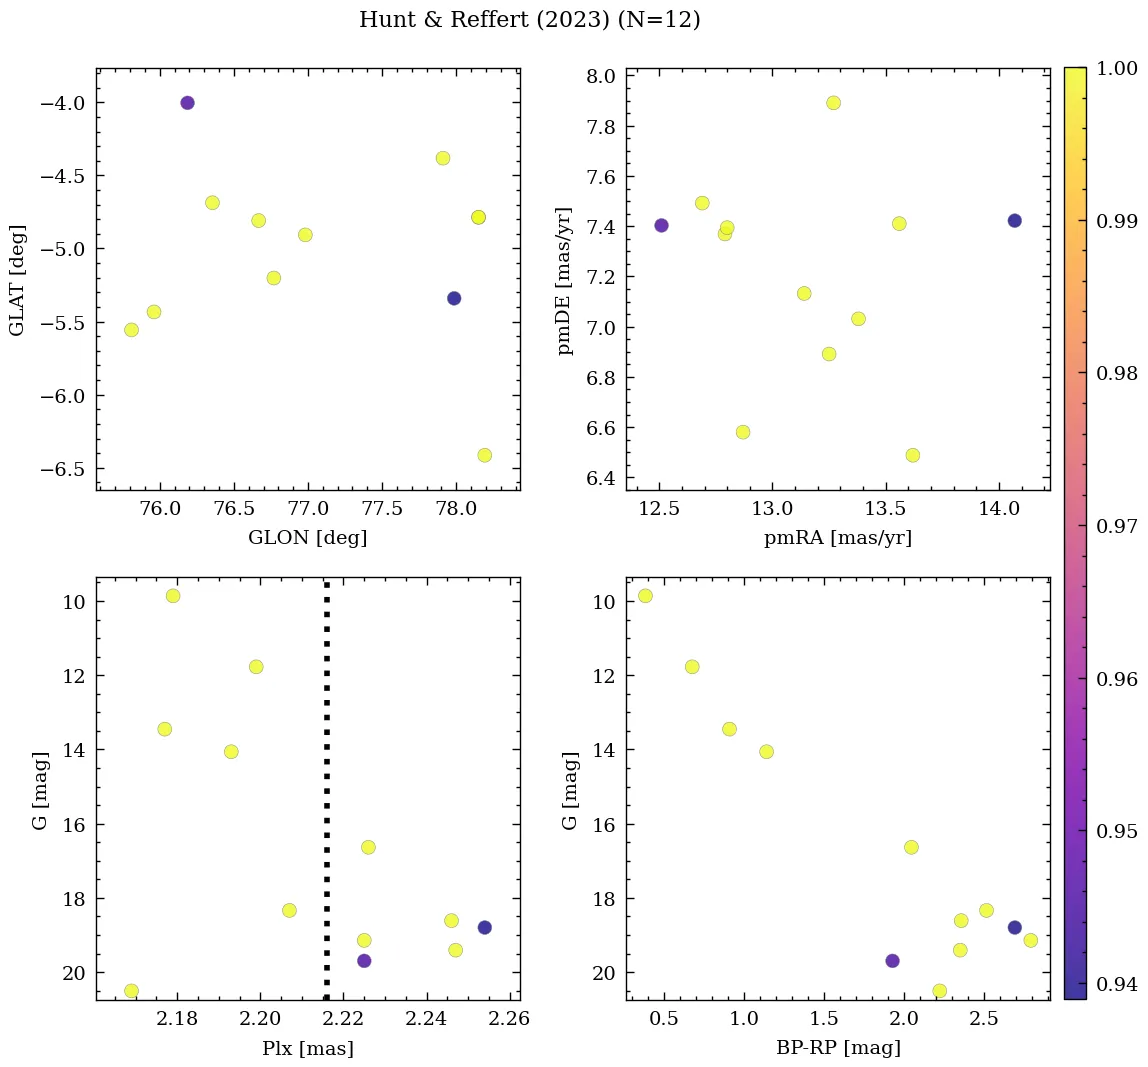 Hunt & Reffert (2023) (N=12)
−4.0
−4.5
−5.0
−5.5
−6.0
−6.5
GLAT [deg]
76.0 76.5 77.0 77.5 78.0
GLON [deg]
8.0
7.8
7.6
7.4
7.2
7.0
6.8
6.6
6.4
pmDE [mas/yr]
12.5 13.0 13.5 14.0
pmRA [mas/yr]
10
12
14
16
18
20
G [mag]
2.18 2.20 2.22 2.24 2.26
Plx [mas]
10
12
14
16
18
20
G [mag]
0.5 1.0 1.5 2.0 2.5
BP-RP [mag]
1.00
0.99
0.98
0.97
0.96
0.95
0.94